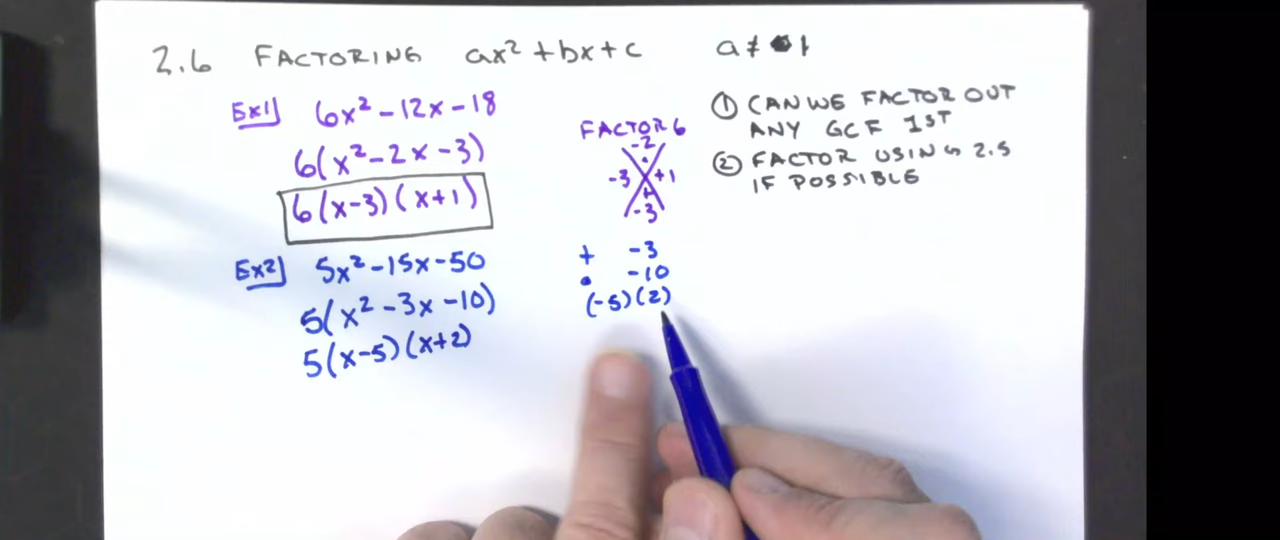 2.6 FACTORING ax² + bx + c a ≠ 1
Ex1) 6x² - 12x - 18
6(x² - 2x - 3)
6(x-3)(x+1)
FACTOR 6
-2
·
-3 +1
+
-3
① CAN WE FACTOR OUT
ANY GCF 1ST
② FACTOR USING 2.5
IF POSSIBLE
Ex2) 5x² - 15x - 50
5(x² - 3x - 10)
5(x-5)(x+2)
+ -3
• -10
(-5)(2)